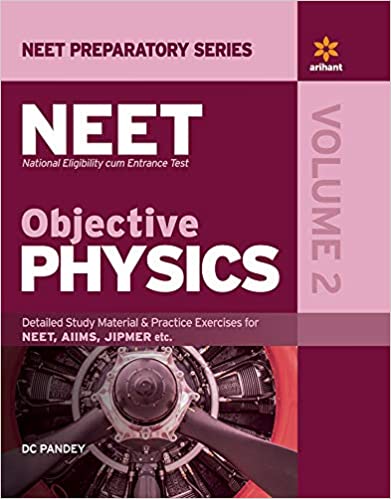 NEET PREPARATORY SERIES
arihant
NEET
National Eligibility cum Entrance Test
VOLUME 2
Objective
PHYSICS
Detailed Study Material & Practice Exercises for
NEET, AIIMS, JIPMER etc.
DC PANDEY